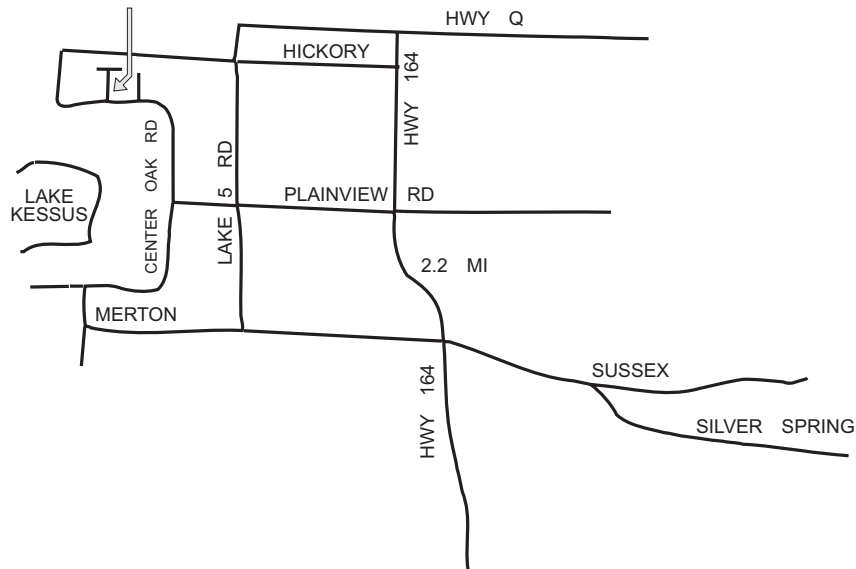 HWY Q
HICKORY
HWY 164
CENTER OAK RD
LAKE 5 RD
PLAINVIEW RD
LAKE
KESSUS
2.2 MI
MERTON
SUSSEX
HWY 164
SILVER SPRING